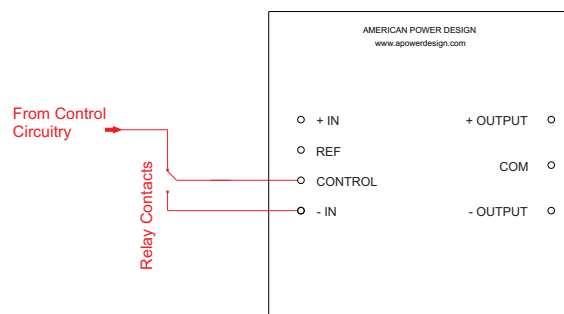 AMERICAN POWER DESIGN
www.apowerdesign.com
From Control
Circuitry
Relay Contacts
+ IN
REF
CONTROL
- IN
+ OUTPUT
COM
- OUTPUT